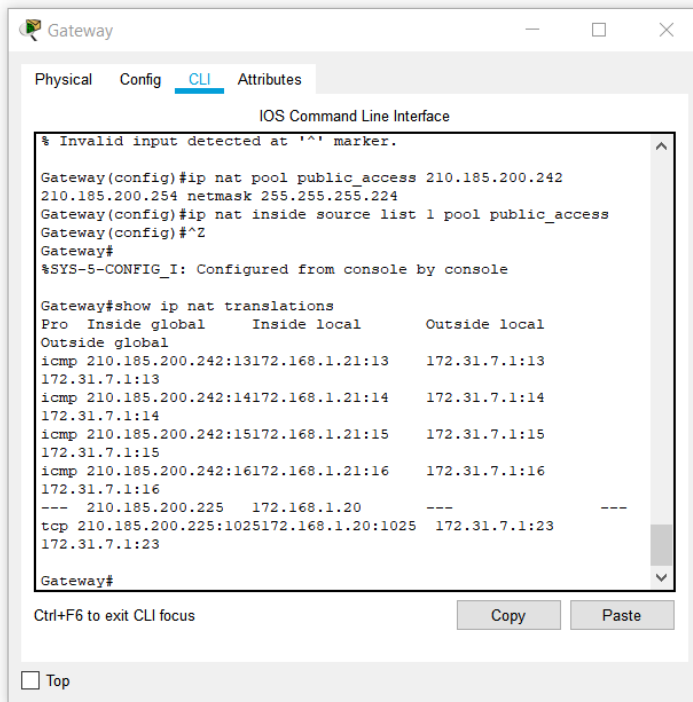 Gateway
Physical Config CLI Attributes
IOS Command Line Interface
% Invalid input detected at '^' marker.
Gateway(config)#ip nat pool public_access 210.185.200.242
210.185.200.254 netmask 255.255.255.224
Gateway(config)#ip nat inside source list 1 pool public_access
Gateway(config)#^Z
Gateway#
%SYS-5-CONFIG_I: Configured from console by console
Gateway#show ip nat translations
Pro Inside global Inside local Outside local
Outside global
icmp 210.185.200.242:13172.168.1.21:13 172.31.7.1:13
172.31.7.1:13
icmp 210.185.200.242:14172.168.1.21:14 172.31.7.1:14
172.31.7.1:14
icmp 210.185.200.242:15172.168.1.21:15 172.31.7.1:15
172.31.7.1:15
icmp 210.185.200.242:16172.168.1.21:16 172.31.7.1:16
172.31.7.1:16
--- 210.185.200.225 172.168.1.20 --- ---
tcp 210.185.200.225:1025172.168.1.20:1025 172.31.7.1:23
172.31.7.1:23
Gateway#
Ctrl+F6 to exit CLI focus Copy Paste
Top